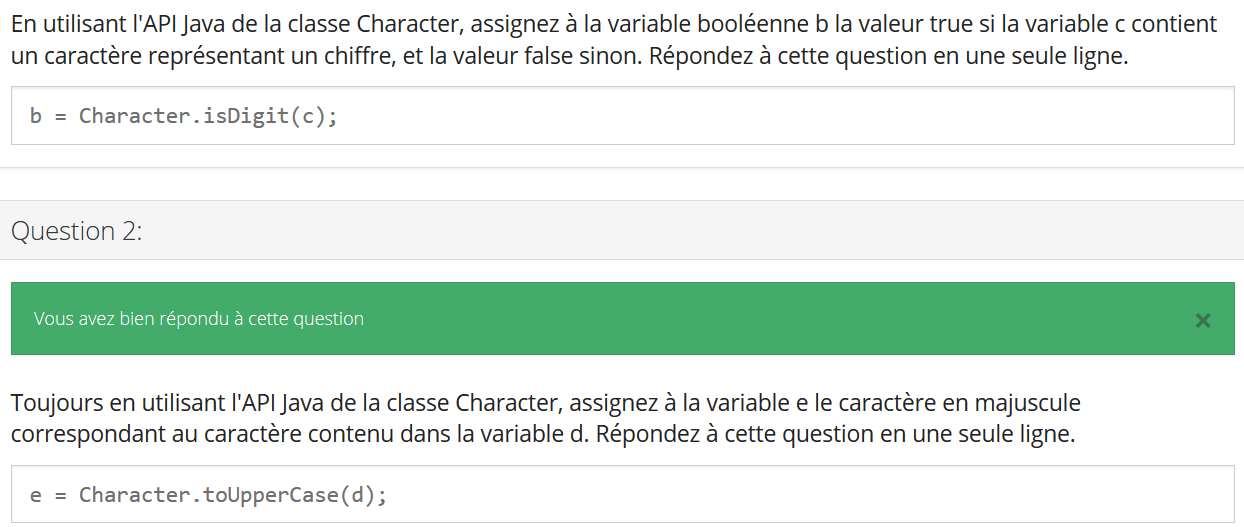 En utilisant l'API Java de la classe Character, assignez à la variable booléenne b la valeur true si la variable c contient
un caractère représentant un chiffre, et la valeur false sinon. Répondez à cette question en une seule ligne.
b = Character.isDigit(c);
Question 2:
Vous avez bien répondu à cette question ×
Toujours en utilisant l'API Java de la classe Character, assignez à la variable e le caractère en majuscule
correspondant au caractère contenu dans la variable d. Répondez à cette question en une seule ligne.
e = Character.toUpperCase(d);